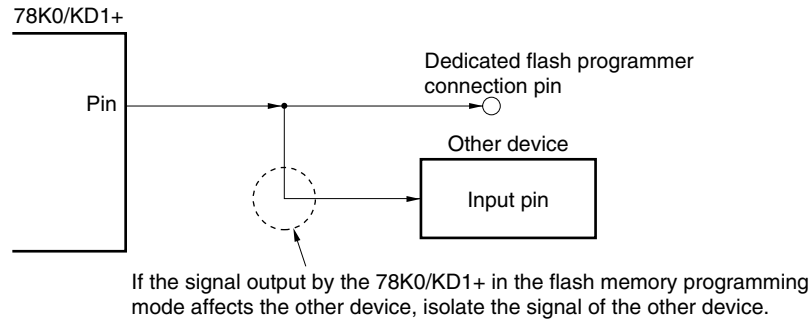 78K0/KD1+
Pin
Dedicated flash programmer
connection pin
Other device
Input pin
If the signal output by the 78K0/KD1+ in the flash memory programming
mode affects the other device, isolate the signal of the other device.